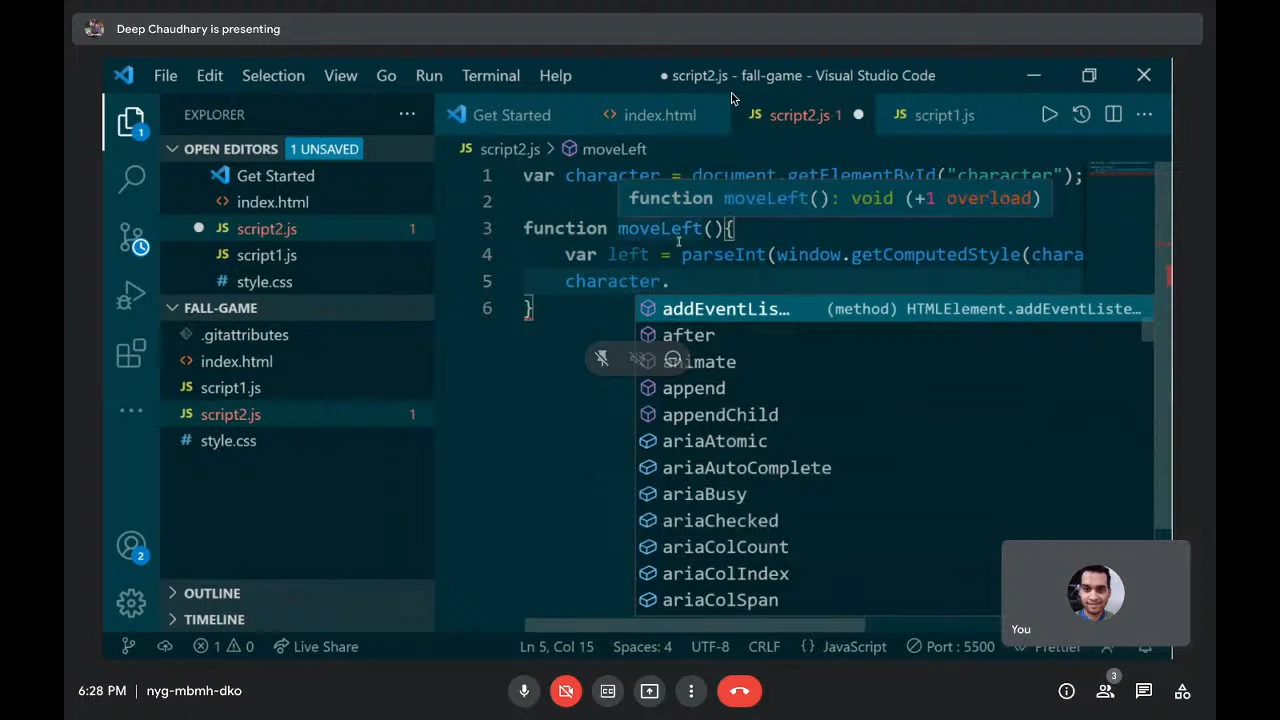 Deep Chaudhary is presenting
File Edit Selection View Go Run Terminal Help
● script2.js - fall-game - Visual Studio Code
EXPLORER
Get Started
<> index.html
JS script2.js 1
JS script1.js
OPEN EDITORS 1 UNSAVED
Get Started
<> index.html
JS script2.js 1
JS script1.js
# style.css
FALL-GAME
.gitattributes
<> index.html
JS script1.js
JS script2.js 1
# style.css
OUTLINE
TIMELINE
1
2
JS script2.js > moveLeft
1 var character = document.getElementById("character");
function moveLeft(): void (+1 overload)
2
3 function moveLeft(){
4 var left = parseInt(window.getComputedStyle(chara
5 character.
6 }
addEventLis… (method) HTMLElement.addEventListe…
after
animate
append
appendChild
ariaAtomic
ariaAutoComplete
ariaBusy
ariaChecked
ariaColCount
ariaColIndex
ariaColSpan
You
1 0 Live Share
Ln 5, Col 15 Spaces: 4 UTF-8 CRLF {} JavaScript Port : 5500 Prettier
6:28 PM | nyg-mbmh-dko
3